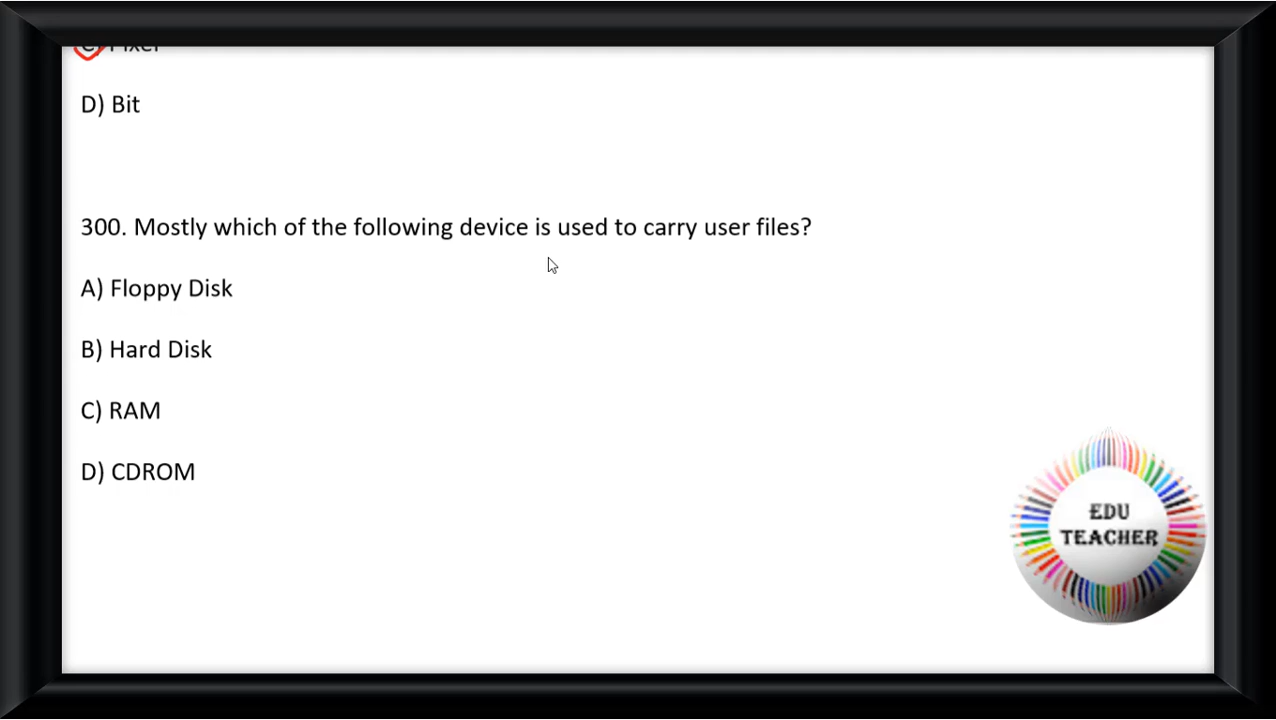 C) Pixel
D) Bit
300. Mostly which of the following device is used to carry user files?
A) Floppy Disk
B) Hard Disk
C) RAM
D) CDROM
EDU
TEACHER